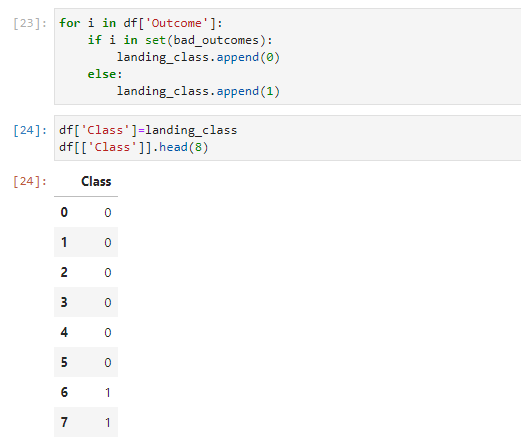 [23]: for i in df['Outcome']:
if i in set(bad_outcomes):
landing_class.append(0)
else:
landing_class.append(1)
[24]: df['Class']=landing_class
df[['Class']].head(8)
[24]: Class
0 0
1 0
2 0
3 0
4 0
5 0
6 1
7 1